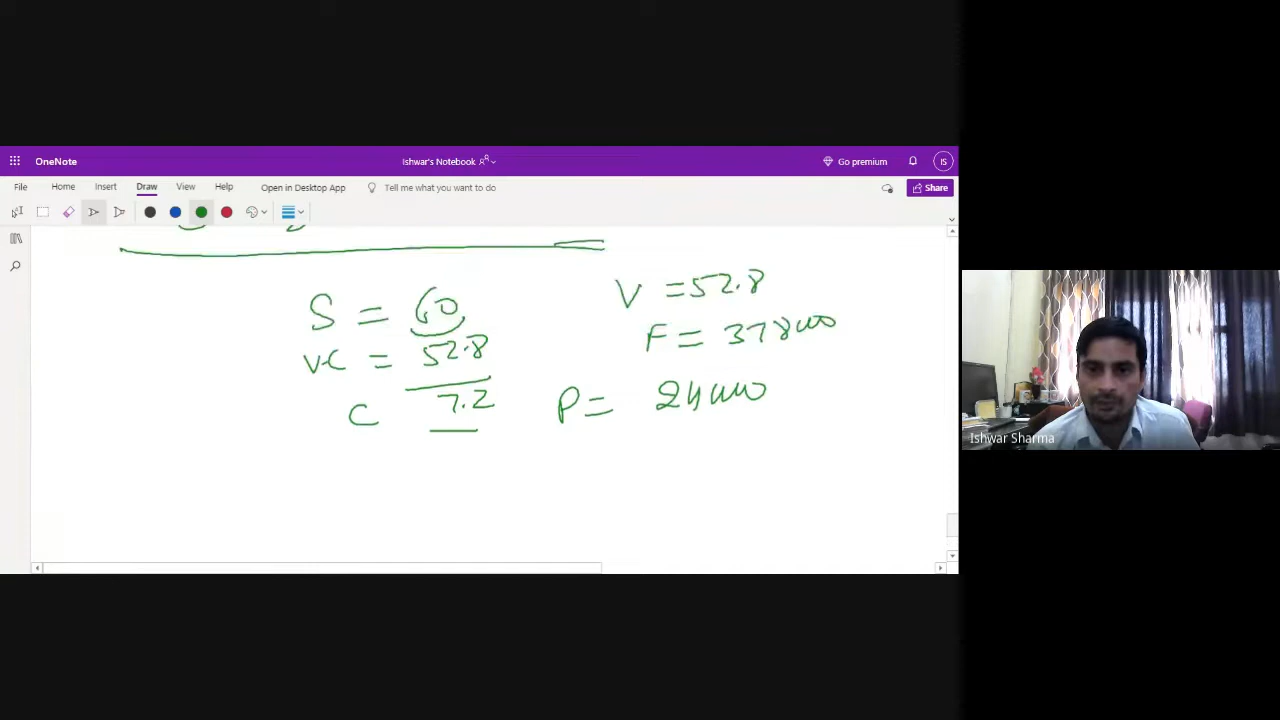 OneNote
Ishwar's Notebook
Go premium
IS
File Home Insert Draw View Help Open in Desktop App Tell me what you want to do
Share
S = 60
VC = 52.8
C 7.2
V = 52.8
F = 37800
P = 24000
Ishwar Sharma